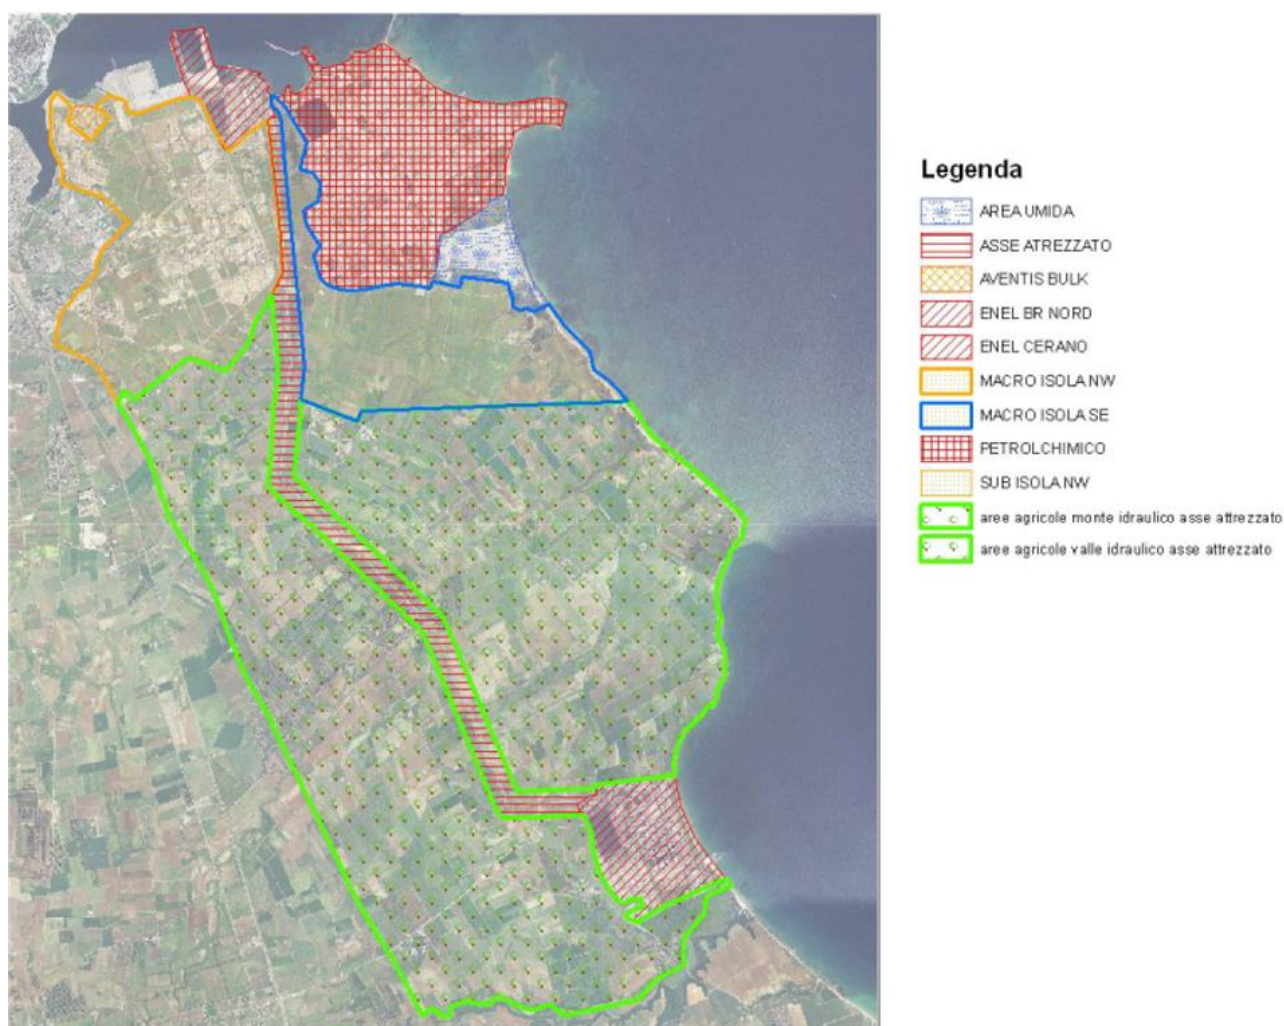 Legenda
AREA UMIDA
ASSE ATREZZATO
AVENTIS BULK
ENEL BR NORD
ENEL CERANO
MACRO ISOLA NW
MACRO ISOLA SE
PETROLCHIMICO
SUB ISOLA NW
aree agricole monte idraulico asse attrezzato
aree agricole valle idraulico asse attrezzato